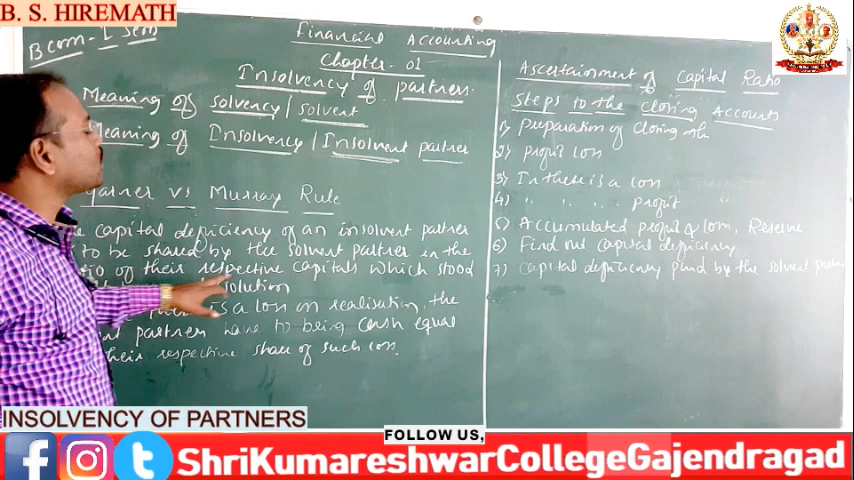 B. S. HIREMATH
B com - I Sem
Financial Accounting
Chapter - 01
Insolvency of partners.
Meaning of solvency / solvent
Meaning of Insolvency / Insolvent partner
Garner vs Murray Rule
capital deficiency of an insolvent partner
to be shared by the solvent partner in the
of their respective capitals which stood
is a loss on realisation, the
partners have to being cash equal
their respective share of such loss.
Ascertainment of Capital Ratio
Steps to the closing Accounts
1) preparation of closing
2) profit loss
3) In there is a loss
4) " " " " profit
5) Accumulated profit & loss, Reserve
6) Find out capital deficiency
7) capital deficiency paid by the solvent
INSOLVENCY OF PARTNERS
FOLLOW US,
ShriKumareshwarCollegeGajendragad